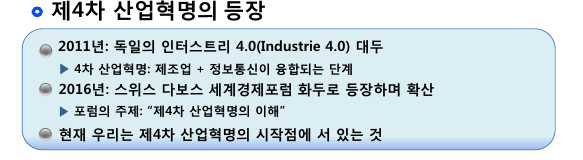 제4차 산업혁명의 등장
2011년: 독일의 인터스트리 4.0(Industrie 4.0) 대두
▶ 4차 산업혁명: 제조업 + 정보통신이 융합되는 단계
2016년: 스위스 다보스 세계경제포럼 화두로 등장하며 확산
▶ 포럼의 주제: “제4차 산업혁명의 이해”
현재 우리는 제4차 산업혁명의 시작점에 서 있는 것